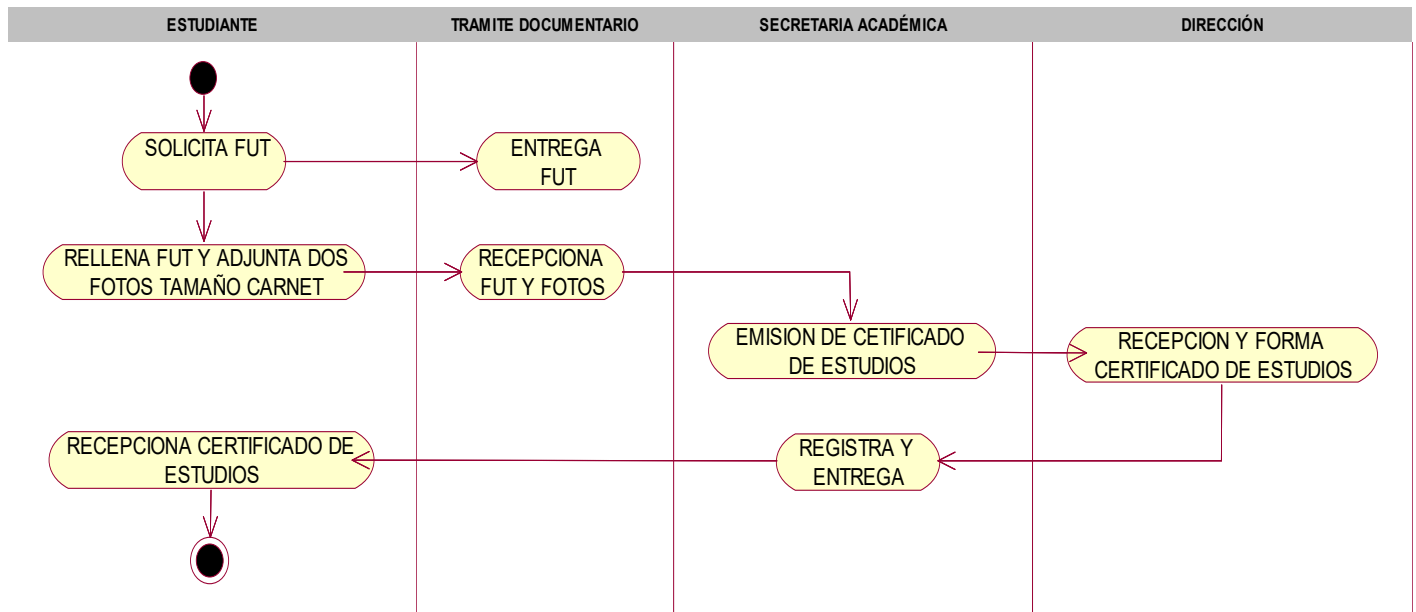 ESTUDIANTE
TRAMITE DOCUMENTARIO
SECRETARIA ACADÉMICA
DIRECCIÓN
SOLICITA FUT
ENTREGA
FUT
RELLENA FUT Y ADJUNTA DOS
FOTOS TAMAÑO CARNET
RECEPCIONA
FUT Y FOTOS
EMISION DE CETIFICADO
DE ESTUDIOS
RECEPCION Y FORMA
CERTIFICADO DE ESTUDIOS
RECEPCIONA CERTIFICADO DE
ESTUDIOS
REGISTRA Y
ENTREGA